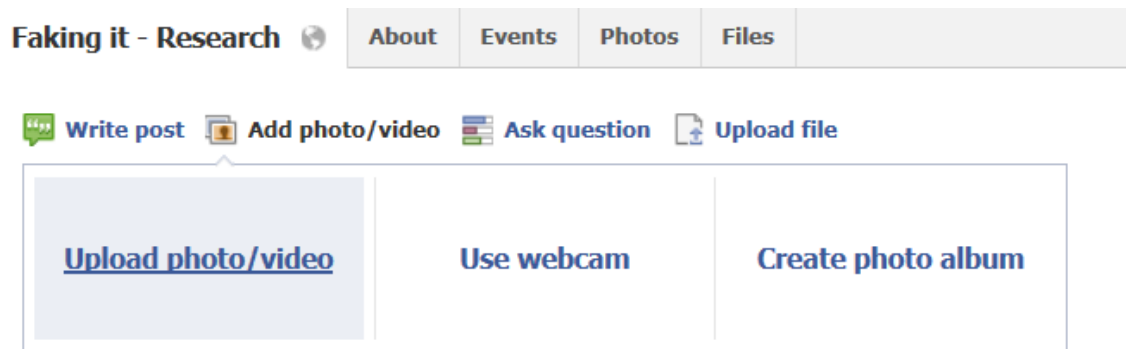 Faking it - Research About Events Photos Files
Write post Add photo/video Ask question Upload file
Upload photo/video Use webcam Create photo album